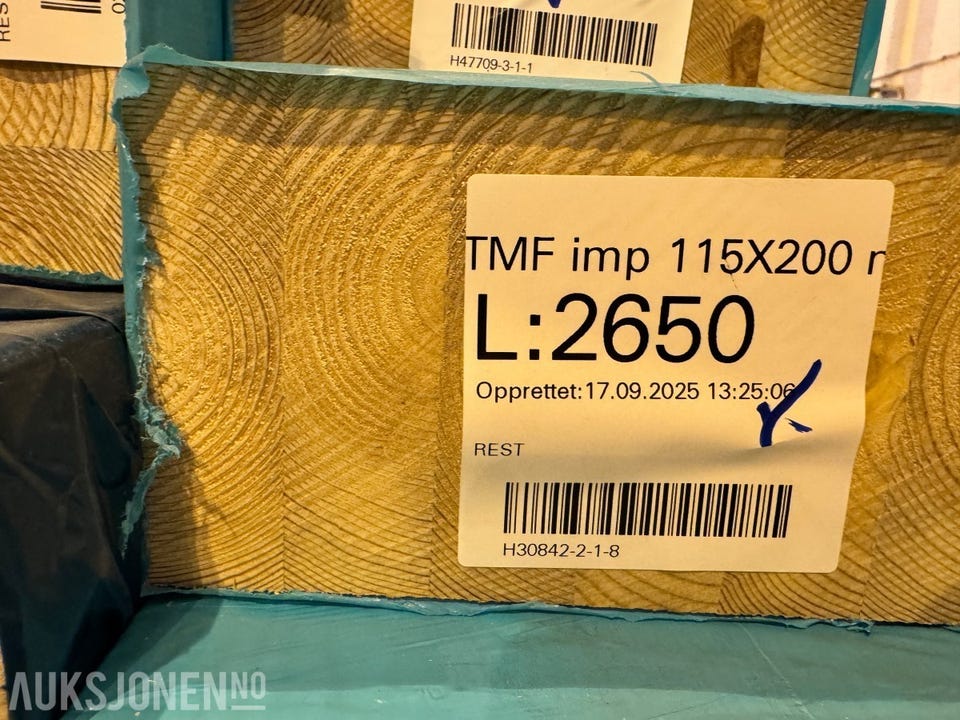 RES
H47709-3-1-1
TMF imp 115X200
L:2650
Opprettet:17.09.2025 13:25:06
REST
H30842-2-1-8
AUKSJONEN NO